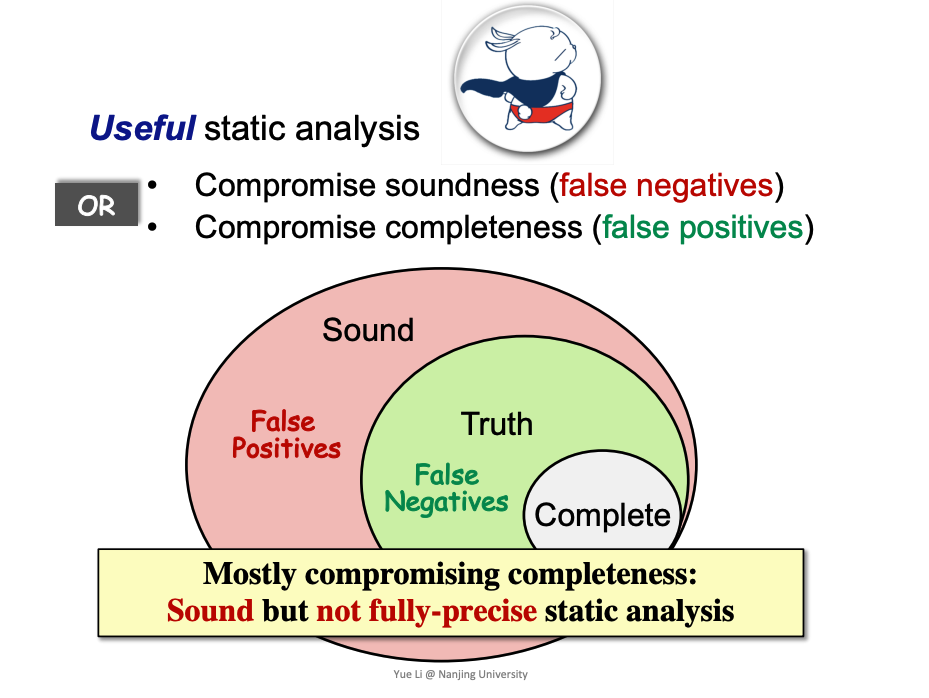 Useful static analysis
OR
• Compromise soundness (false negatives)
• Compromise completeness (false positives)
Sound
False
Positives
Truth
False
Negatives
Complete
Mostly compromising completeness:
Sound but not fully-precise static analysis
Yue Li @ Nanjing University